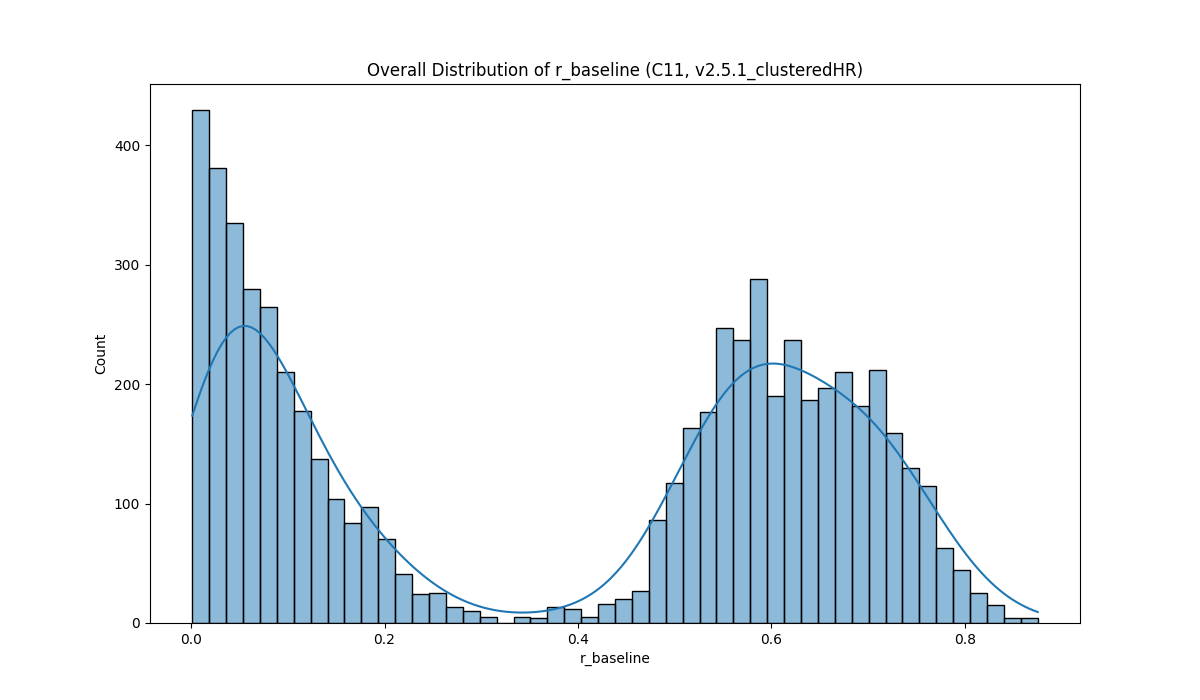 Overall Distribution of r_baseline (C11, v2.5.1_clusteredHR)
400
300
200
100
0
Count
0.0 0.2 0.4 0.6 0.8
r_baseline